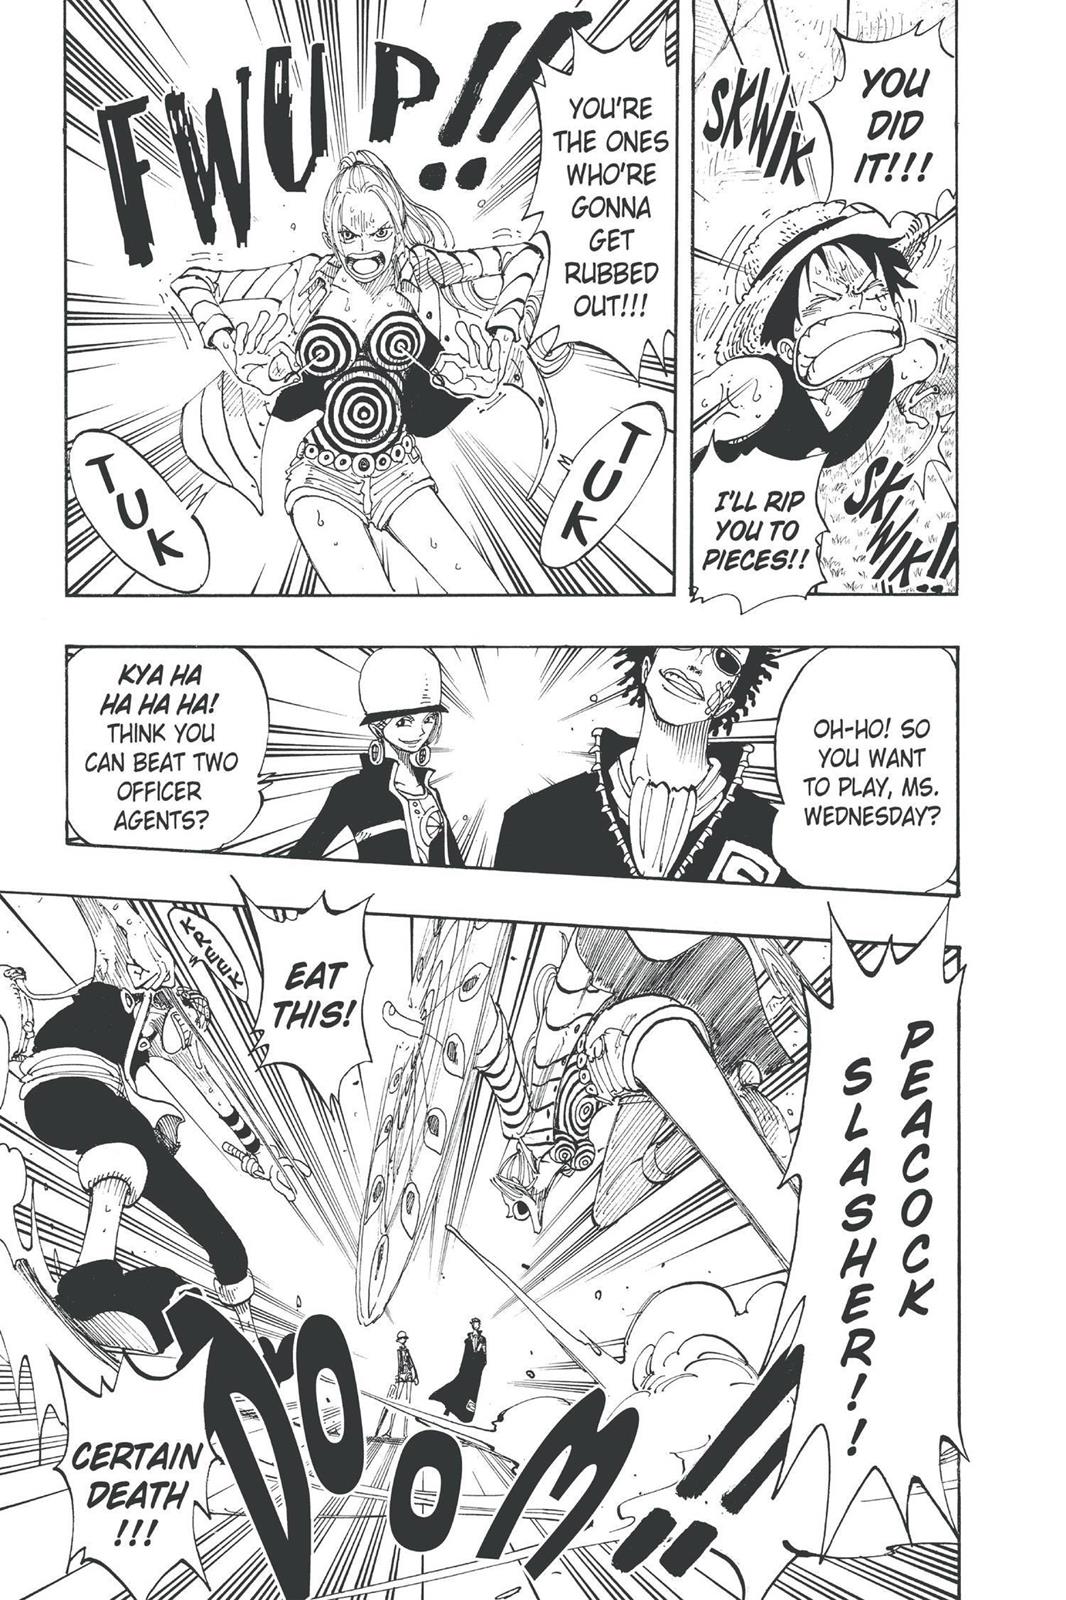 YOU
DID
IT!!!
SKWIK
I'LL RIP
YOU TO
PIECES!!
SKWIK!!
YOU'RE
THE ONES
WHO'RE
GONNA
GET
RUBBED
OUT!!!
FWUP!!
TUK
TUK
OH-HO! SO
YOU WANT
TO PLAY, MS.
WEDNESDAY?
KYA HA
HA HA HA!
THINK YOU
CAN BEAT TWO
OFFICER
AGENTS?
PEACOCK
SLASHER!!
EAT
THIS!
KREEK
CERTAIN
DEATH
!!!
DOOM!!